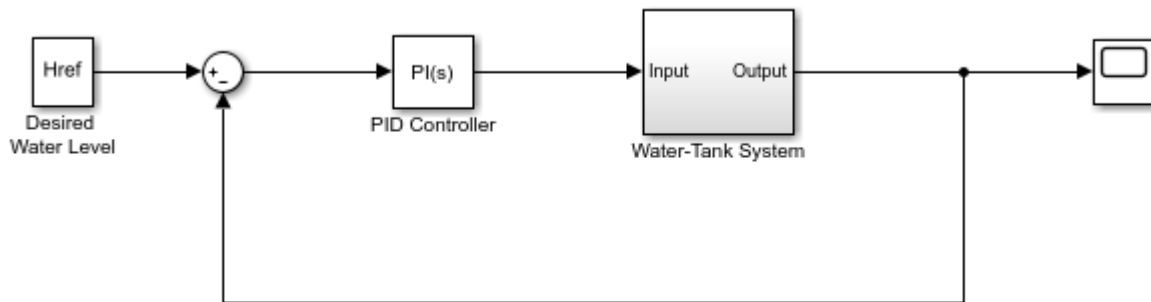 Href
Desired
Water Level
+
−
PI(s)
PID Controller
Input
Output
Water-Tank System